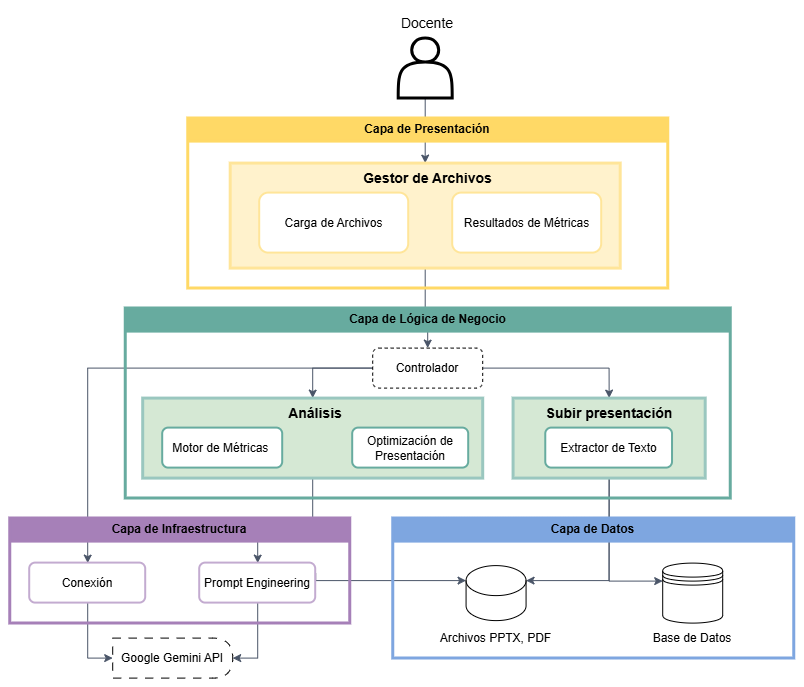 Docente
Capa de Presentación
Gestor de Archivos
Carga de Archivos
Resultados de Métricas
Capa de Lógica de Negocio
Controlador
Análisis
Motor de Métricas
Optimización de
Presentación
Subir presentación
Extractor de Texto
Capa de Infraestructura
Conexión
Prompt Engineering
Google Gemini API
Capa de Datos
Archivos PPTX, PDF
Base de Datos